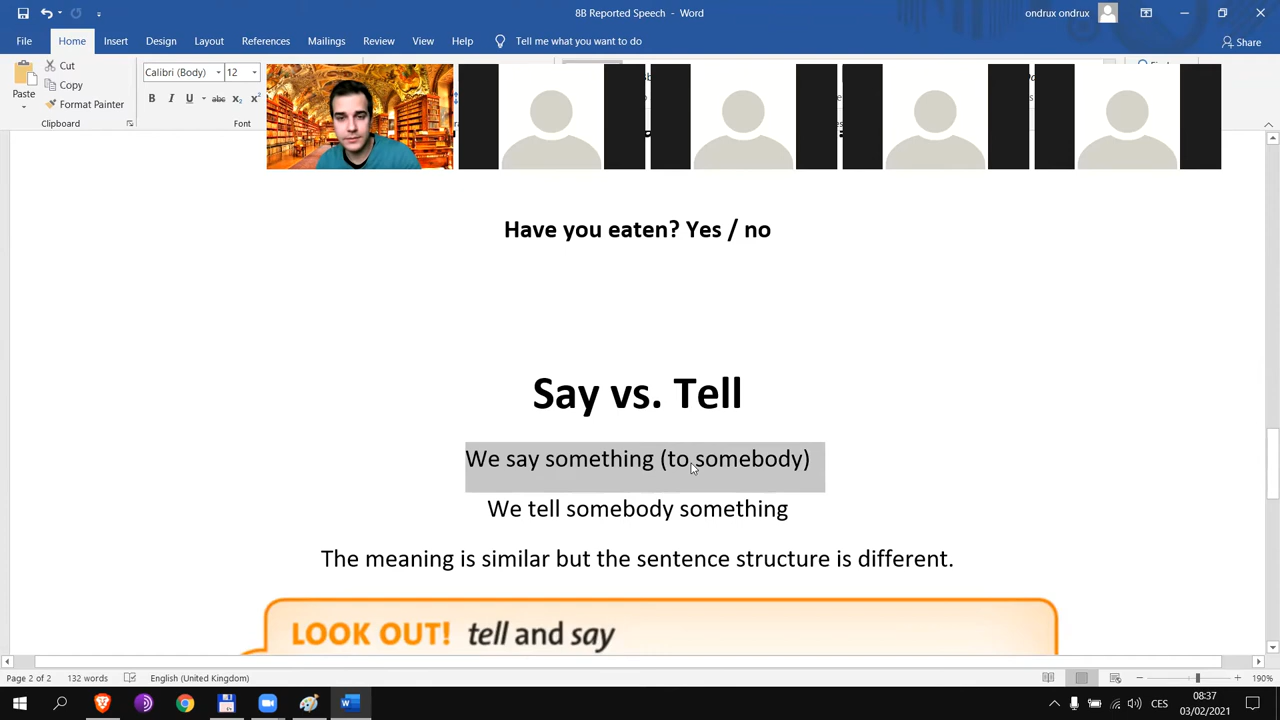 8B Reported Speech - Word
ondrux ondrux
File Home Insert Design Layout References Mailings Review View Help Tell me what you want to do Share
Cut
Copy
Paste
Format Painter
Clipboard
Calibri (Body) 12
B I U abc x₂ x²
Font
Have you eaten? Yes / no
Say vs. Tell
We say something (to somebody)
We tell somebody something
The meaning is similar but the sentence structure is different.
LOOK OUT! tell and say
Page 2 of 2 132 words English (United Kingdom) 190%
CES
08:37
03/02/2021